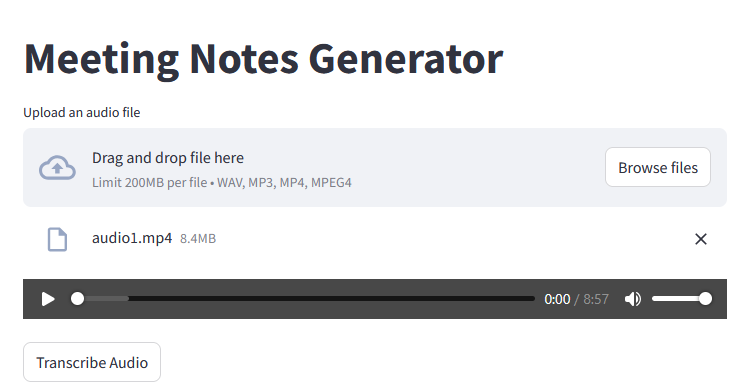 Meeting Notes Generator
Upload an audio file
Drag and drop file here
Limit 200MB per file • WAV, MP3, MP4, MPEG4
Browse files
audio1.mp4 8.4MB
0:00 / 8:57
Transcribe Audio